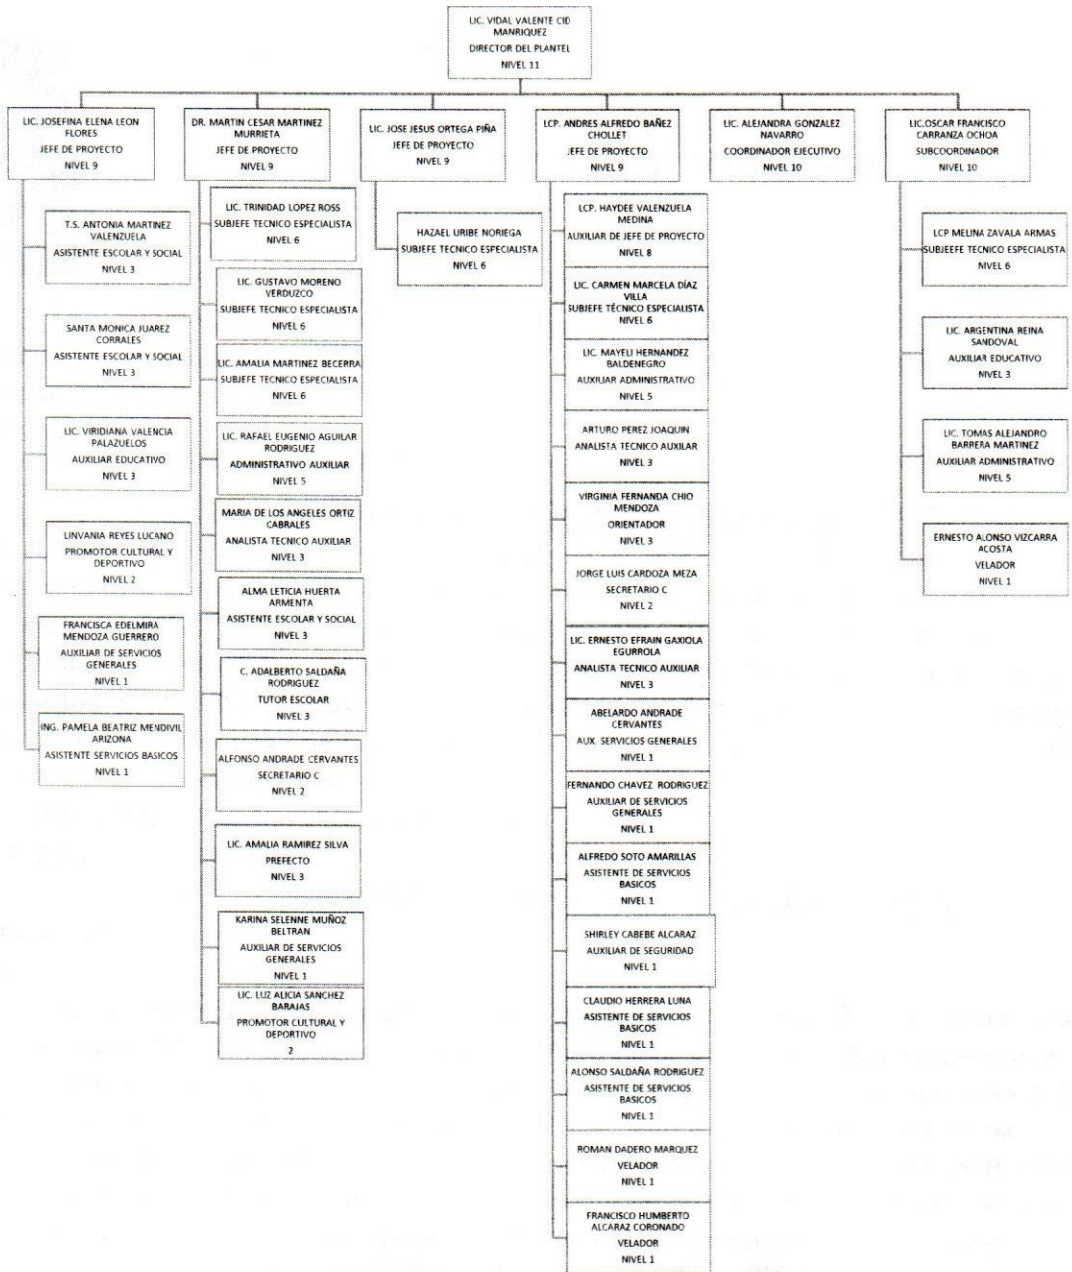 LIC. VIDAL VALENTE CID
MANRIQUEZ
DIRECTOR DEL PLANTEL
NIVEL 11
LIC. JOSEFINA ELENA LEON
FLORES
JEFE DE PROYECTO
NIVEL 9
T.S. ANTONIA MARTINEZ
VALENZUELA
ASISTENTE ESCOLAR Y SOCIAL
NIVEL 3
SANTA MONICA JUAREZ
CORRALES
ASISTENTE ESCOLAR Y SOCIAL
NIVEL 3
LIC. VIRIDIANA VALENCIA
PALAZUELOS
AUXILIAR EDUCATIVO
NIVEL 3
LINVANIA REYES LUCANO
PROMOTOR CULTURAL Y
DEPORTIVO
NIVEL 2
FRANCISCA EDELMIRA
MENDOZA GUERRERO
AUXILIAR DE SERVICIOS
GENERALES
NIVEL 1
ING. PAMELA BEATRIZ MENDIVIL
ARIZONA
ASISTENTE SERVICIOS BASICOS
NIVEL 1
DR. MARTIN CESAR MARTINEZ
MURRIETA
JEFE DE PROYECTO
NIVEL 9
LIC. TRINIDAD LOPEZ ROSS
SUBJEFE TECNICO ESPECIALISTA
NIVEL 6
LIC. GUSTAVO MORENO
VERDUZCO
SUBJEFE TECNICO ESPECIALISTA
NIVEL 6
LIC. AMALIA MARTINEZ BECERRA
SUBJEFE TECNICO ESPECIALISTA
NIVEL 6
LIC. RAFAEL EUGENIO AGUILAR
RODRIGUEZ
ADMINISTRATIVO AUXILIAR
NIVEL 5
MARIA DE LOS ANGELES ORTIZ
CABRALES
ANALISTA TECNICO AUXILIAR
NIVEL 3
ALMA LETICIA HUERTA
ARMENTA
ASISTENTE ESCOLAR Y SOCIAL
NIVEL 3
C. ADALBERTO SALDAÑA
RODRIGUEZ
TUTOR ESCOLAR
NIVEL 3
ALFONSO ANDRADE CERVANTES
SECRETARIO C
NIVEL 2
LIC. AMALIA RAMIREZ SILVA
PREFECTO
NIVEL 3
KARINA SELENNE MUÑOZ
BELTRAN
AUXILIAR DE SERVICIOS
GENERALES
NIVEL 1
LIC. LUZ ALICIA SANCHEZ
BARAJAS
PROMOTOR CULTURAL Y
DEPORTIVO
2
LIC. JOSE JESUS ORTEGA PIÑA
JEFE DE PROYECTO
NIVEL 9
HAZAEL URIBE NORIEGA
SUBJEFE TECNICO ESPECIALISTA
NIVEL 6
LCP. ANDRES ALFREDO BAÑEZ
CHOLLET
JEFE DE PROYECTO
NIVEL 9
LCP. HAYDEE VALENZUELA
MEDINA
AUXILIAR DE JEFE DE PROYECTO
NIVEL 8
LIC. CARMEN MARCELA DÍAZ
VILLA
SUBJEFE TÉCNICO ESPECIALISTA
NIVEL 6
LIC. MAYELI HERNANDEZ
BALDENEGRO
AUXILIAR ADMINISTRATIVO
NIVEL 5
ARTURO PEREZ JOAQUIN
ANALISTA TECNICO AUXILAR
NIVEL 3
VIRGINIA FERNANDA CHIO
MENDOZA
ORIENTADOR
NIVEL 3
JORGE LUIS CARDOZA MEZA
SECRETARIO C
NIVEL 2
LIC. ERNESTO EFRAIN GAXIOLA
EGURROLA
ANALISTA TECNICO AUXILIAR
NIVEL 3
ABELARDO ANDRADE
CERVANTES
AUX. SERVICIOS GENERALES
NIVEL 1
FERNANDO CHAVEZ RODRIGUEZ
AUXILIAR DE SERVICIOS
GENERALES
NIVEL 1
ALFREDO SOTO AMARILLAS
ASISTENTE DE SERVICIOS
BASICOS
NIVEL 1
SHIRLEY CABEBE ALCARAZ
AUXILIAR DE SEGURIDAD
NIVEL 1
CLAUDIO HERRERA LUNA
ASISTENTE DE SERVICIOS
BASICOS
NIVEL 1
ALONSO SALDAÑA RODRIGUEZ
ASISTENTE DE SERVICIOS
BASICOS
NIVEL 1
ROMAN DADERO MARQUEZ
VELADOR
NIVEL 1
FRANCISCO HUMBERTO
ALCARAZ CORONADO
VELADOR
NIVEL 1
LIC. ALEJANDRA GONZALEZ
NAVARRO
COORDINADOR EJECUTIVO
NIVEL 10
LIC.OSCAR FRANCISCO
CARRANZA OCHOA
SUBCOORDINADOR
NIVEL 10
LCP MELINA ZAVALA ARMAS
SUBJEEFE TECNICO ESPECIALISTA
NIVEL 6
LIC. ARGENTINA REINA
SANDOVAL
AUXILIAR EDUCATIVO
NIVEL 3
LIC. TOMAS ALEJANDRO
BARRERA MARTINEZ
AUXILIAR ADMINISTRATIVO
NIVEL 5
ERNESTO ALONSO VIZCARRA
ACOSTA
VELADOR
NIVEL 1